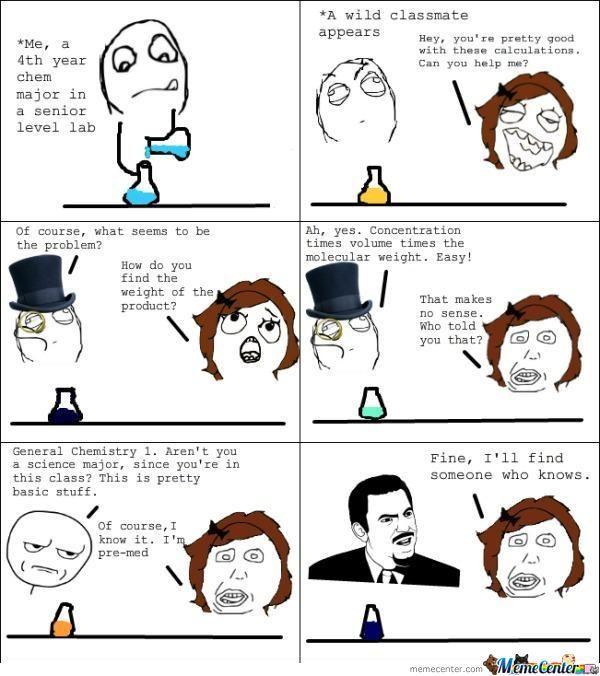 *Me, a
4th year
chem
major in
a senior
level lab
*A wild classmate
appears
Hey, you're pretty good
with these calculations.
Can you help me?
Of course, what seems to be
the problem?
How do you
find the
weight of the
product?
Ah, yes. Concentration
times volume times the
molecular weight. Easy!
That makes
no sense.
Who told
you that?
General Chemistry 1. Aren't you
a science major, since you're in
this class? This is pretty
basic stuff.
Of course,I
know it. I'm
pre-med
Fine, I'll find
someone who knows.
memecenter.com
MemeCenter